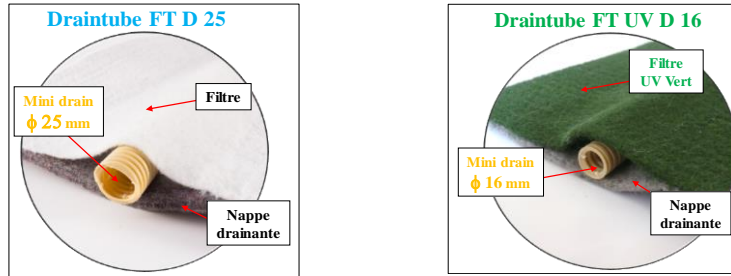 Draintube FT D 25
Filtre
Mini drain
ϕ 25 mm
Nappe
drainante
Draintube FT UV D 16
Filtre
UV Vert
Mini drain
ϕ 16 mm
Nappe
drainante